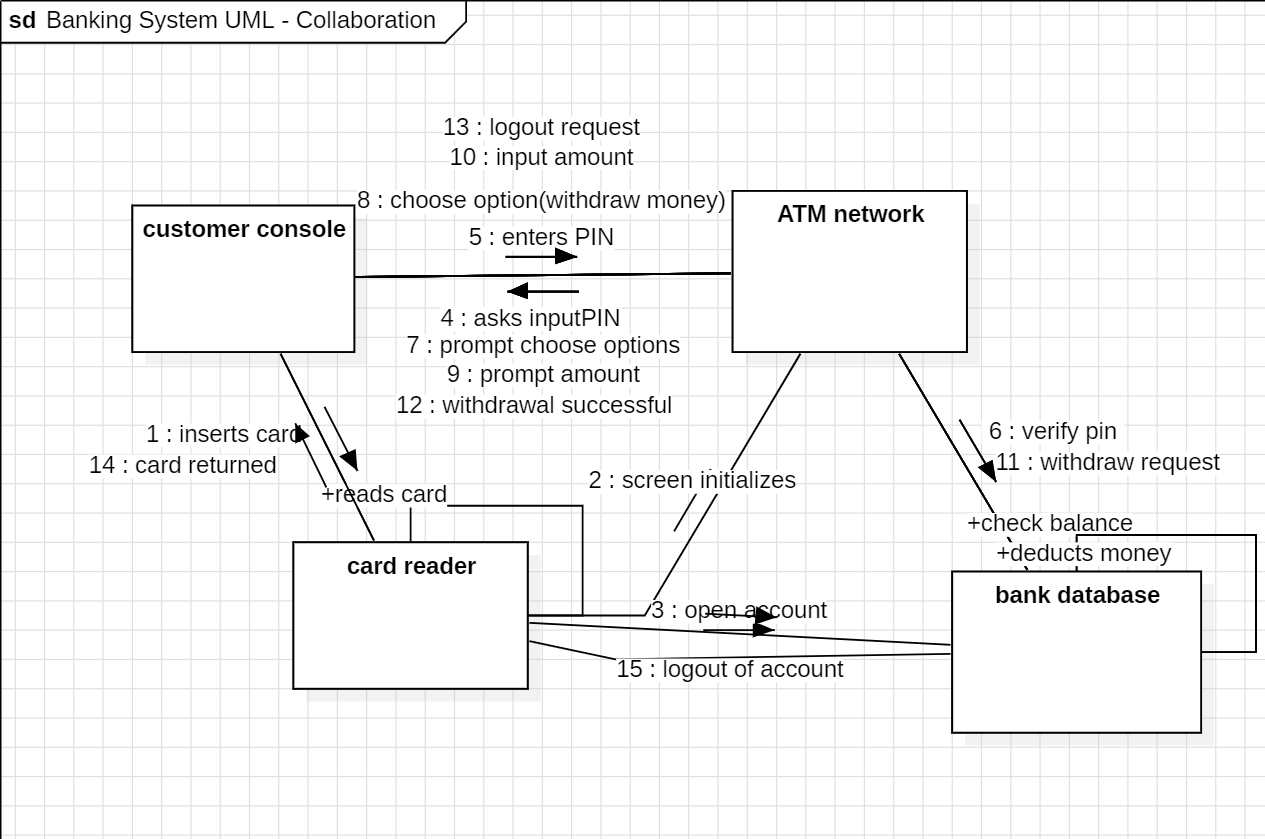 sd Banking System UML - Collaboration
13 : logout request
10 : input amount
8 : choose option(withdraw money)
5 : enters PIN
customer console
ATM network
4 : asks inputPIN
7 : prompt choose options
9 : prompt amount
12 : withdrawal successful
1 : inserts card
14 : card returned
6 : verify pin
11 : withdraw request
2 : screen initializes
+reads card
+check balance
+deducts money
card reader
bank database
3 : open account
15 : logout of account